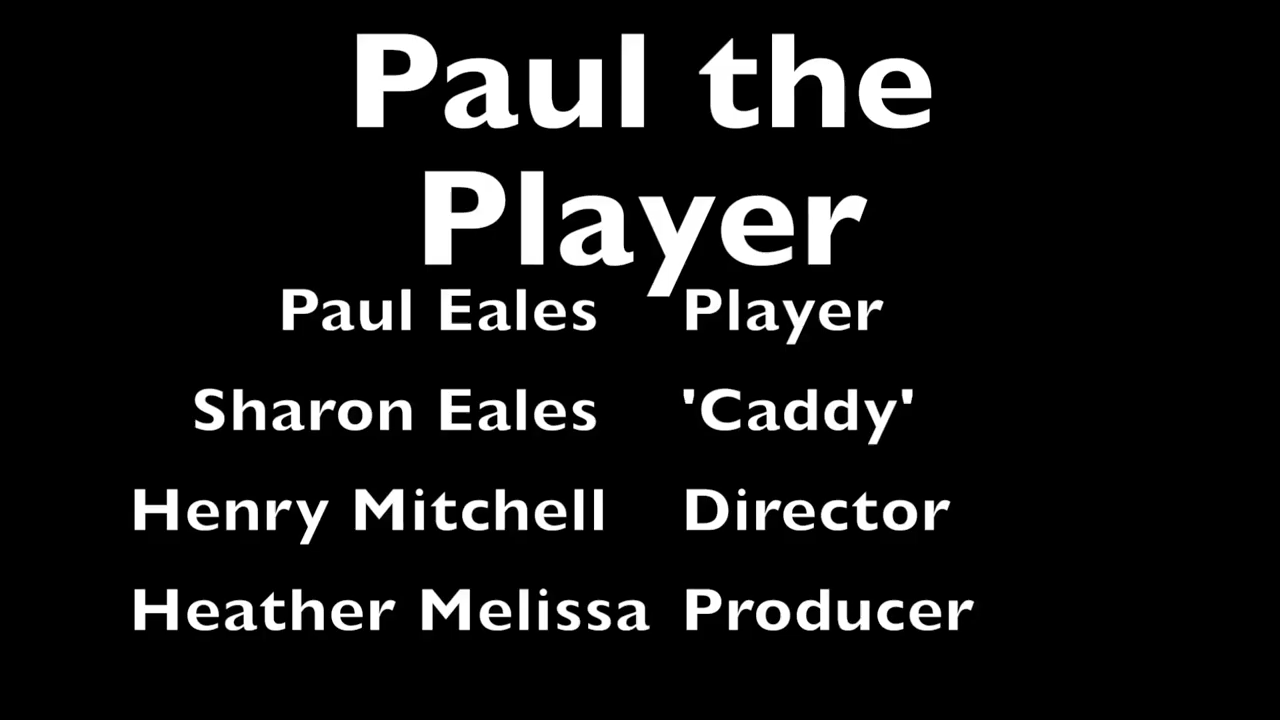 Paul the
Player
Paul Eales Player
Sharon Eales 'Caddy'
Henry Mitchell Director
Heather Melissa Producer